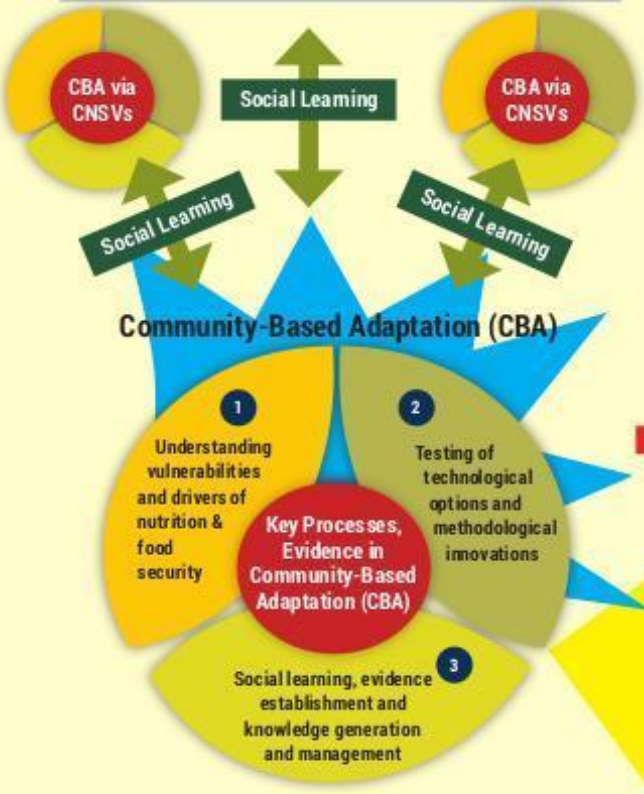 CBA via
CNSVs
Social Learning
CBA via
CNSVs
Social Learning
Social Learning
Community-Based Adaptation (CBA)
1
Understanding
vulnerabilities
and drivers of
nutrition &
food
security
2
Testing of
technological
options and
methodological
innovations
Key Processes,
Evidence in
Community-Based
Adaptation (CBA)
3
Social learning, evidence
establishment and
knowledge generation
and management